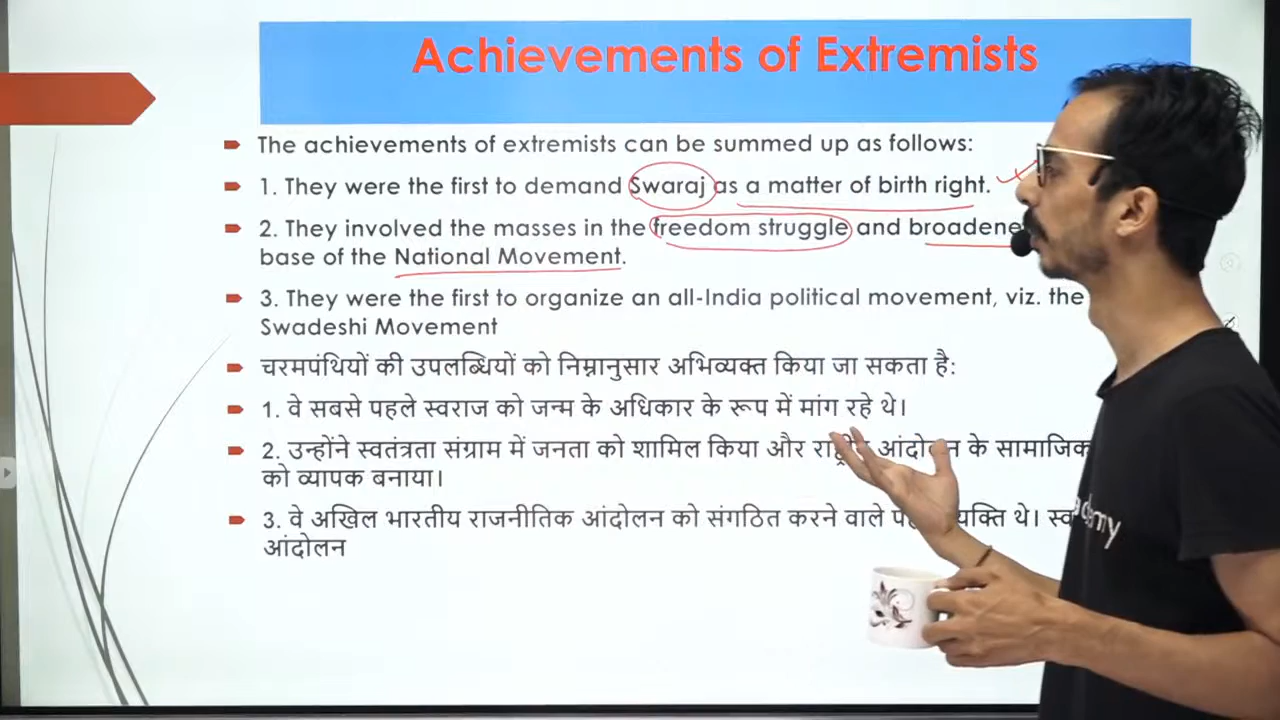 Achievements of Extremists
The achievements of extremists can be summed up as follows:
1. They were the first to demand Swaraj as a matter of birth right.
2. They involved the masses in the freedom struggle and broadene
base of the National Movement.
3. They were the first to organize an all-India political movement, viz. the
Swadeshi Movement
चरमपंथियों की उपलब्धियों को निम्नानुसार अभिव्यक्त किया जा सकता है:
1. वे सबसे पहले स्वराज को जन्म के अधिकार के रूप में मांग रहे थे।
2. उन्होंने स्वतंत्रता संग्राम में जनता को शामिल किया और आंदोलन के सामाजिक
को व्यापक बनाया।
3. वे अखिल भारतीय राजनीतिक आंदोलन को संगठित करने वाले थे।
आंदोलन
ademy